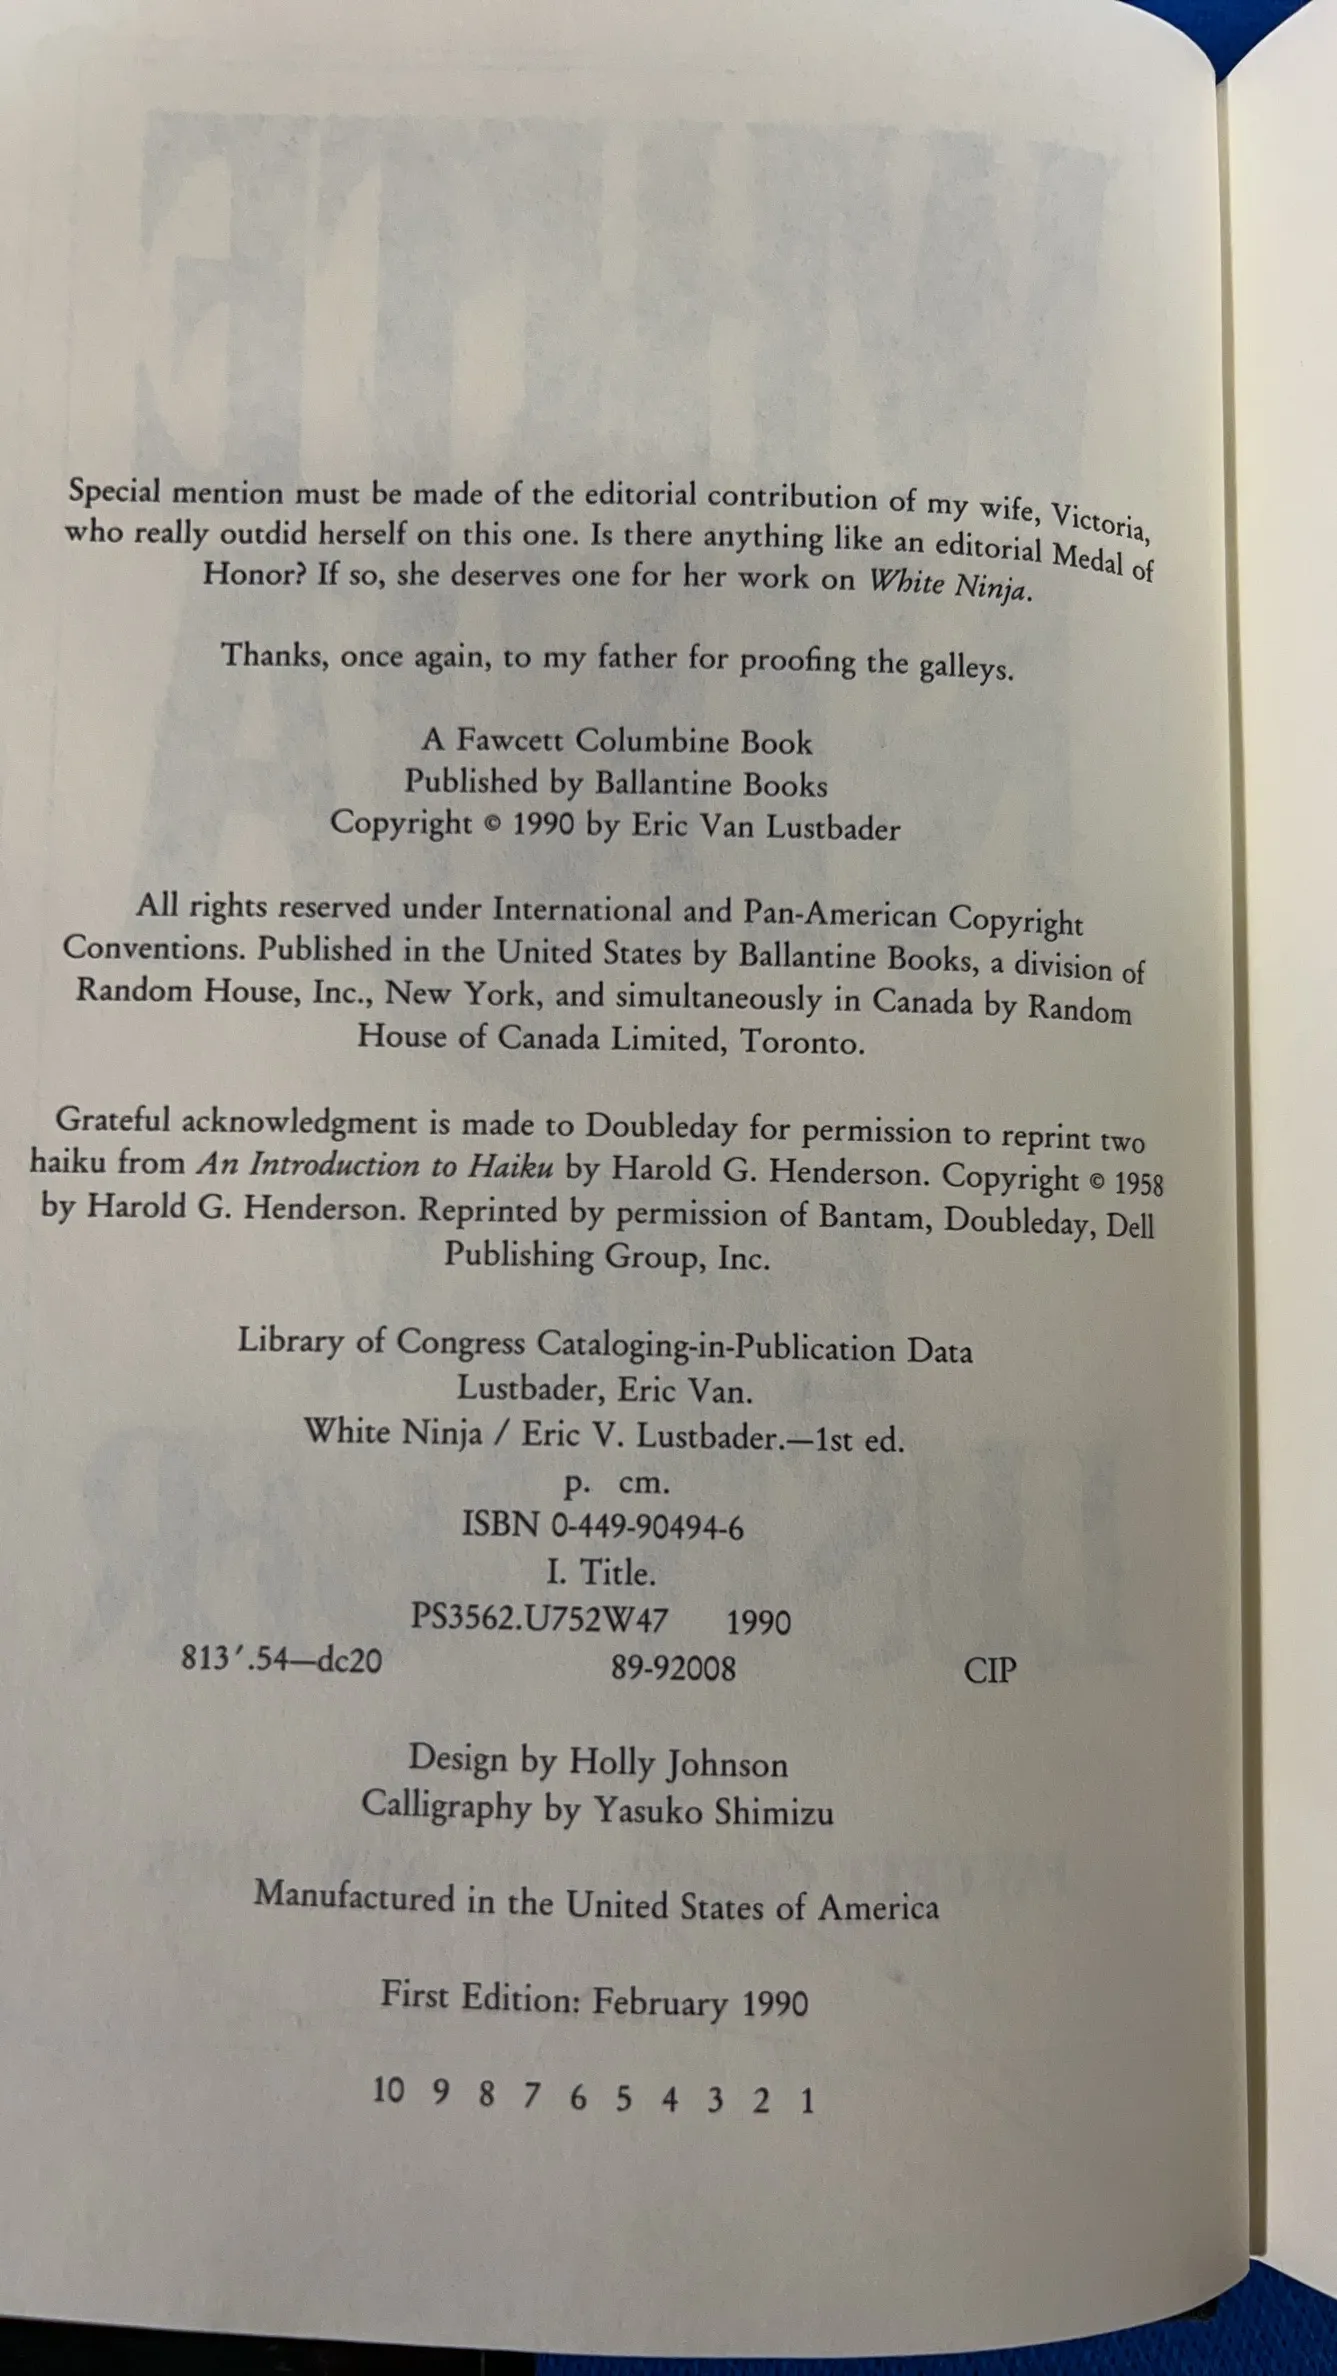 Special mention must be made of the editorial contribution of my wife, Victoria,
who really outdid herself on this one. Is there anything like an editorial Medal of
Honor? If so, she deserves one for her work on White Ninja.
Thanks, once again, to my father for proofing the galleys.
A Fawcett Columbine Book
Published by Ballantine Books
Copyright © 1990 by Eric Van Lustbader
All rights reserved under International and Pan-American Copyright
Conventions. Published in the United States by Ballantine Books, a division of
Random House, Inc., New York, and simultaneously in Canada by Random
House of Canada Limited, Toronto.
Grateful acknowledgment is made to Doubleday for permission to reprint two
haiku from An Introduction to Haiku by Harold G. Henderson. Copyright © 1958
by Harold G. Henderson. Reprinted by permission of Bantam, Doubleday, Dell
Publishing Group, Inc.
Library of Congress Cataloging-in-Publication Data
Lustbader, Eric Van.
White Ninja / Eric V. Lustbader.—1st ed.
p. cm.
ISBN 0-449-90494-6
I. Title.
PS3562.U752W47 1990
813′.54—dc20 89-92008 CIP
Design by Holly Johnson
Calligraphy by Yasuko Shimizu
Manufactured in the United States of America
First Edition: February 1990
10 9 8 7 6 5 4 3 2 1